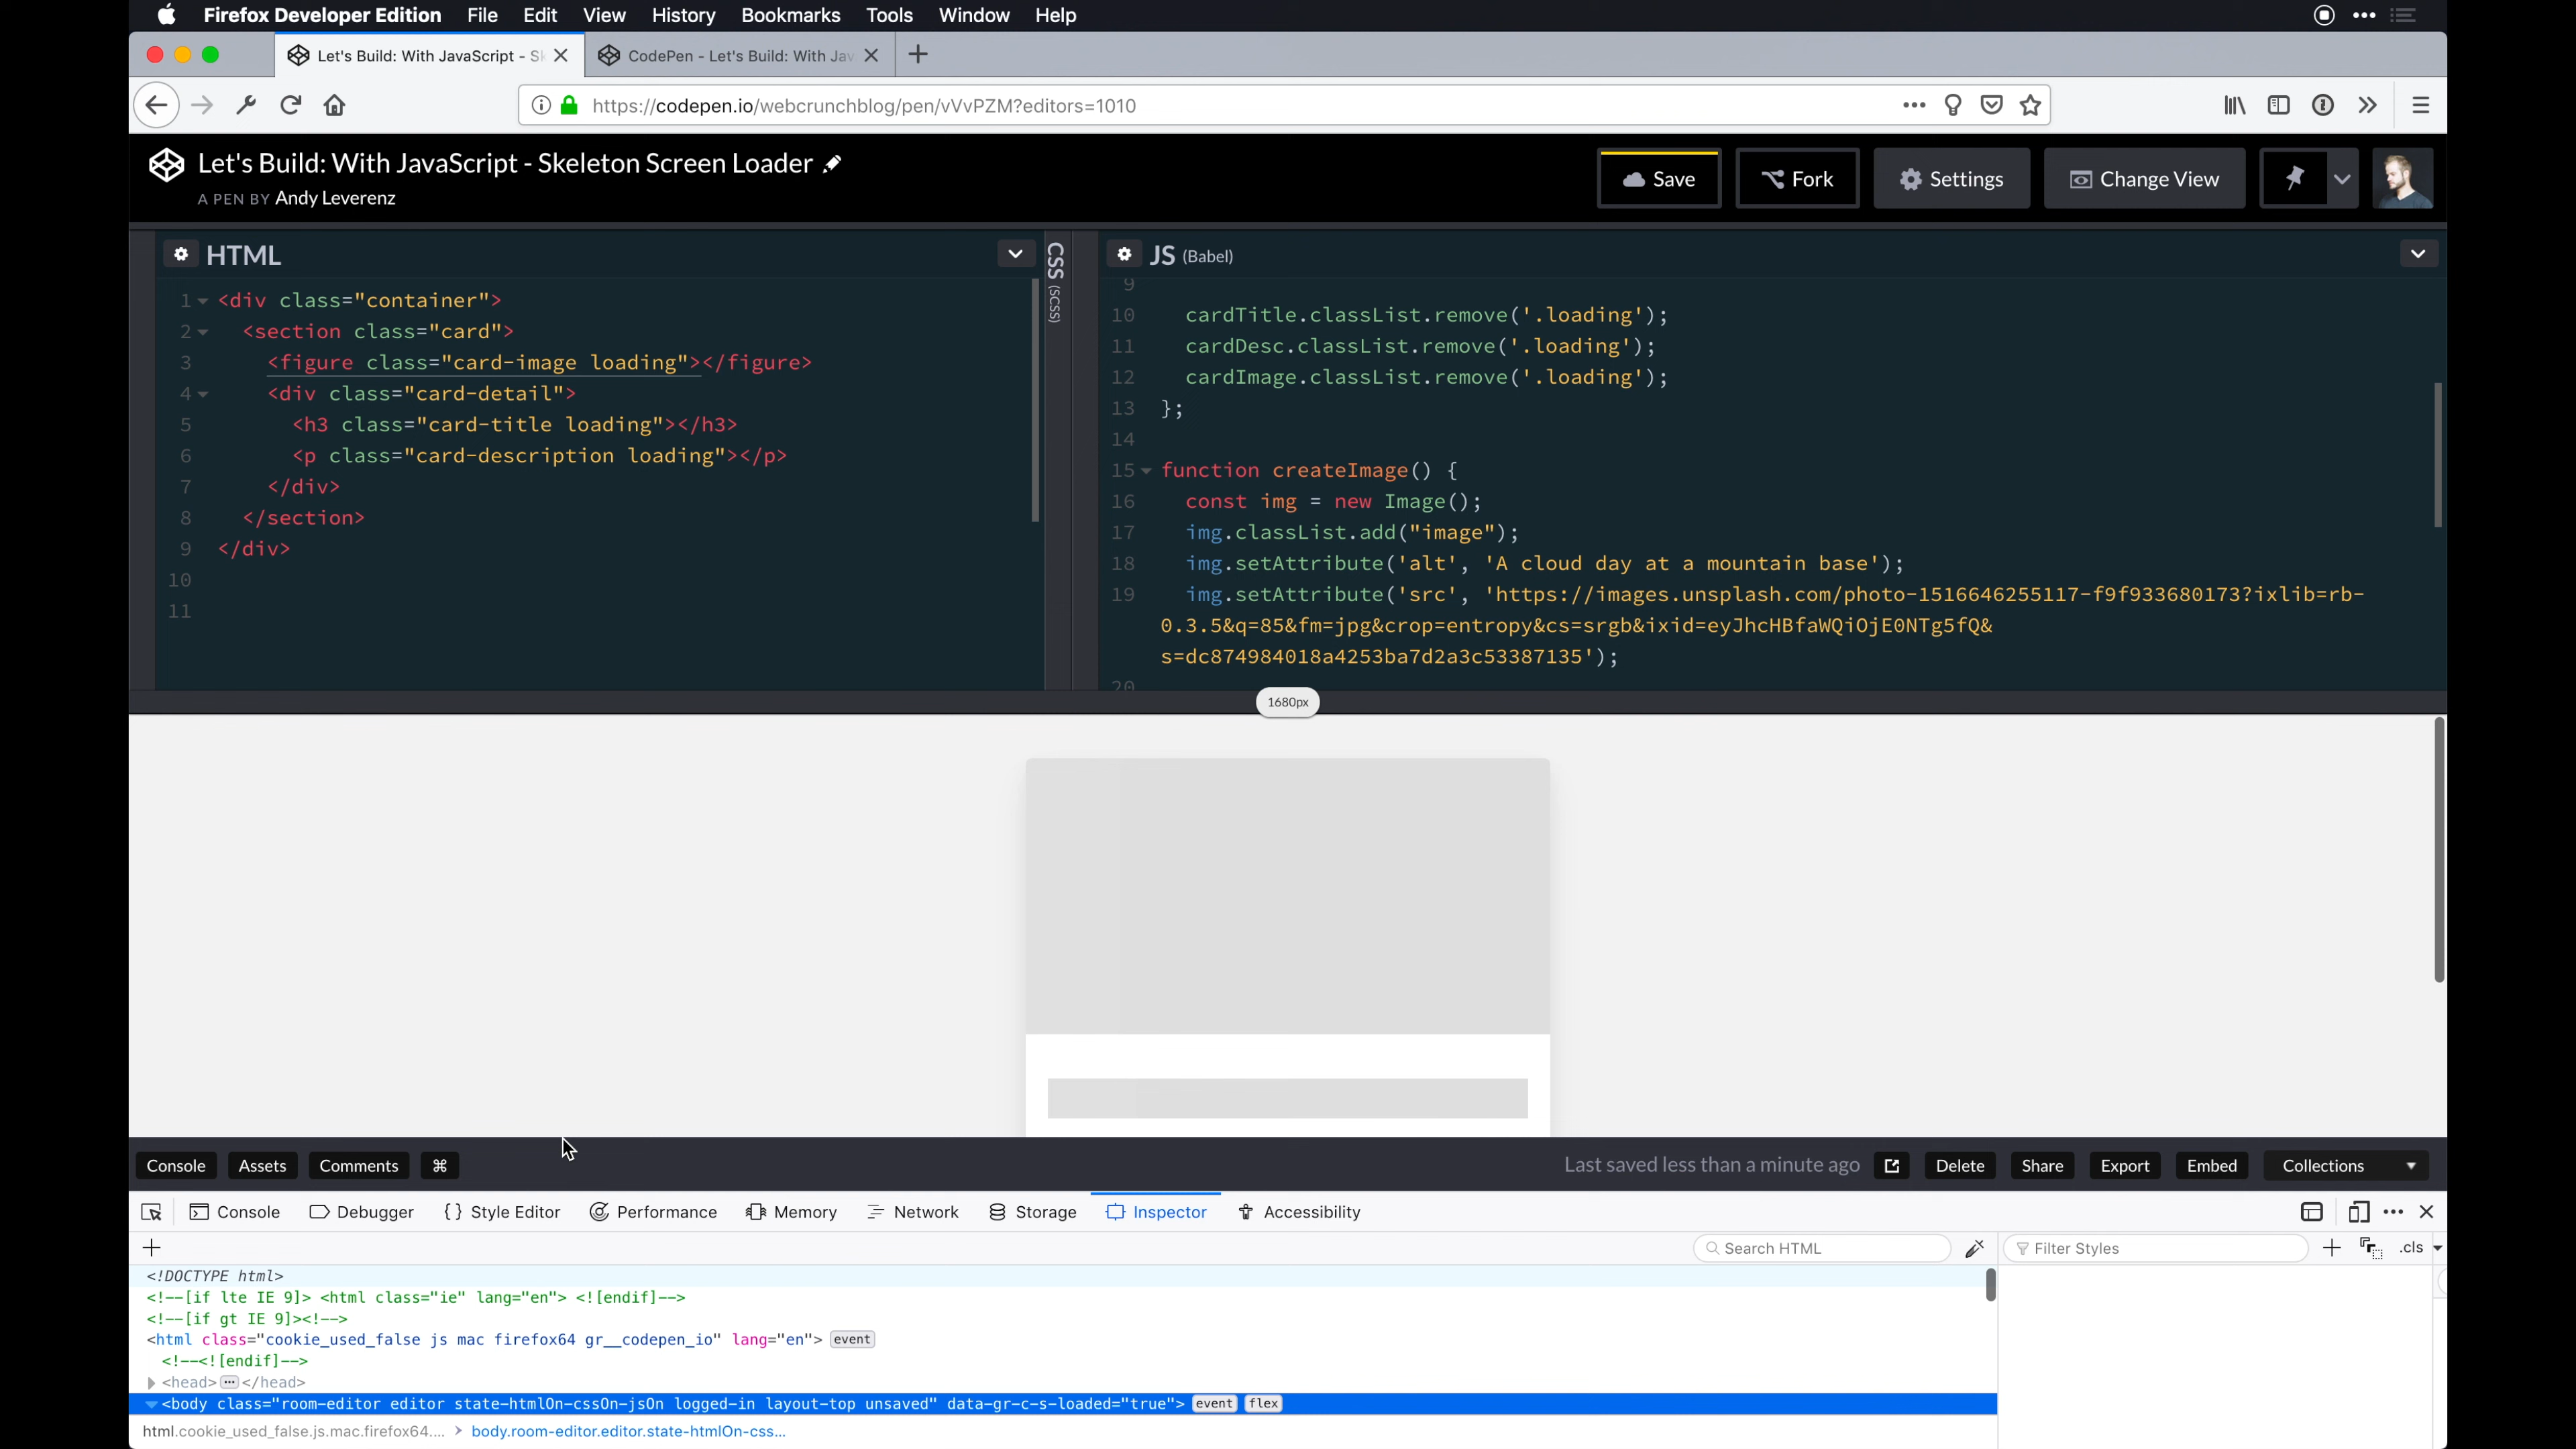 Firefox Developer Edition File Edit View History Bookmarks Tools Window Help
Let's Build: With JavaScript - Sk
CodePen - Let's Build: With Jav
https://codepen.io/webcrunchblog/pen/vVvPZM?editors=1010
Let's Build: With JavaScript - Skeleton Screen Loader
A PEN BY Andy Leverenz
Save Fork Settings Change View
HTML
1 <div class="container">
2 <section class="card">
3 <figure class="card-image loading"></figure>
4 <div class="card-detail">
5 <h3 class="card-title loading"></h3>
6 <p class="card-description loading"></p>
7 </div>
8 </section>
9 </div>
10
11
CSS (SCSS)
JS (Babel)
9
10 cardTitle.classList.remove('.loading');
11 cardDesc.classList.remove('.loading');
12 cardImage.classList.remove('.loading');
13 };
14
15 function createImage() {
16 const img = new Image();
17 img.classList.add("image");
18 img.setAttribute('alt', 'A cloud day at a mountain base');
19 img.setAttribute('src', 'https://images.unsplash.com/photo-1516646255117-f9f933680173?ixlib=rb-
0.3.5&q=85&fm=jpg&crop=entropy&cs=srgb&ixid=eyJhcHBfaWQiOjE0NTg5fQ&
s=dc874984018a4253ba7d2a3c53387135');
20
1680px
Console Assets Comments ⌘
Last saved less than a minute ago Delete Share Export Embed Collections
Console Debugger { } Style Editor Performance Memory Network Storage Inspector Accessibility
Search HTML
Filter Styles .cls
<!DOCTYPE html>
<!--[if lte IE 9]> <html class="ie" lang="en"> <![endif]-->
<!--[if gt IE 9]><!-->
<html class="cookie_used_false js mac firefox64 gr__codepen_io" lang="en"> event
<!--<![endif]-->
<head>…</head>
<body class="room-editor editor state-htmlOn-cssOn-jsOn logged-in layout-top unsaved" data-gr-c-s-loaded="true"> event flex
html.cookie_used_false.js.mac.firefox64.... > body.room-editor.editor.state-htmlOn-css...